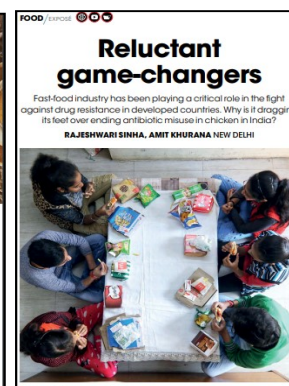 FOOD/EXPOSÉ
Reluctant
game-changers
Fast-food industry has been playing a critical role in the fight
against drug resistance in developed countries. Why is it draggin
its feet over ending antibiotic misuse in chicken in India?
RAJESHWARI SINHA, AMIT KHURANA NEW DELHI